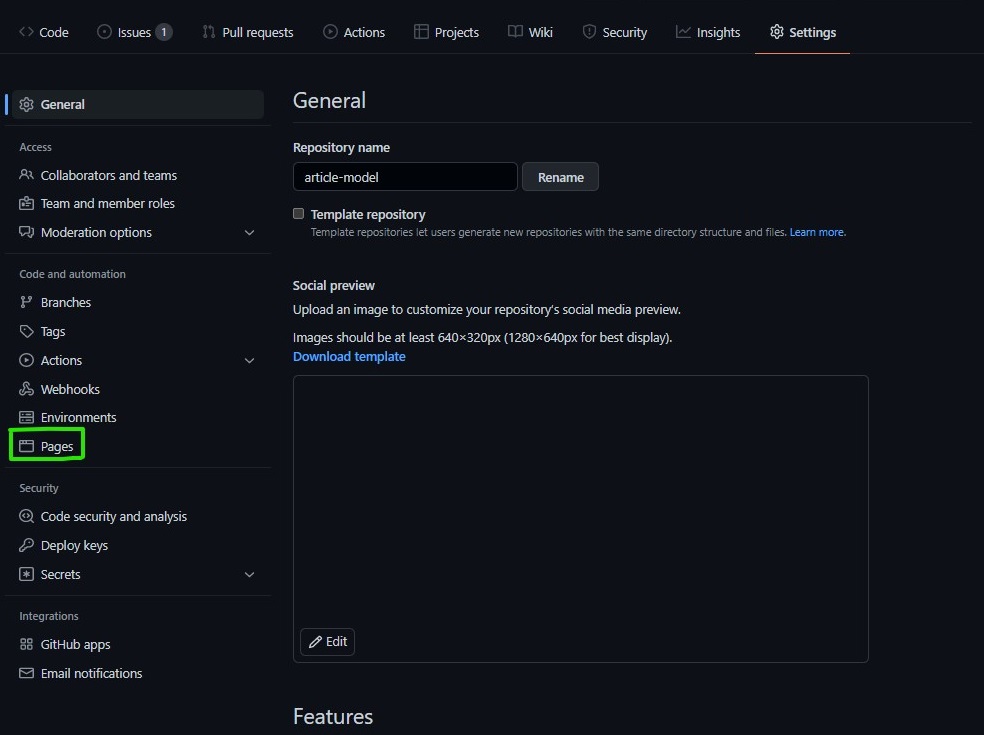 Code Issues 1 Pull requests Actions Projects Wiki Security Insights Settings
General
Access
Collaborators and teams
Team and member roles
Moderation options
Code and automation
Branches
Tags
Actions
Webhooks
Environments
Pages
Security
Code security and analysis
Deploy keys
Secrets
Integrations
GitHub apps
Email notifications
General
Repository name
article-model Rename
Template repository
Template repositories let users generate new repositories with the same directory structure and files. Learn more.
Social preview
Upload an image to customize your repository's social media preview.
Images should be at least 640×320px (1280×640px for best display).
Download template
Edit
Features